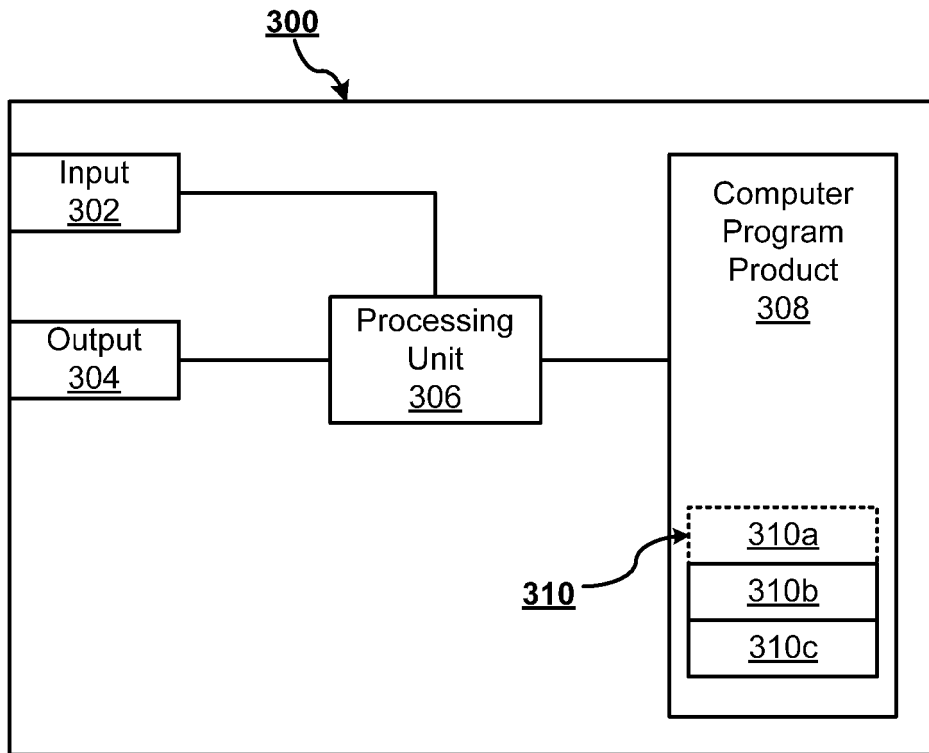 300
Input
302
Computer
Program
Product
308
Processing
Unit
306
Output
304
310a
310
310b
310c